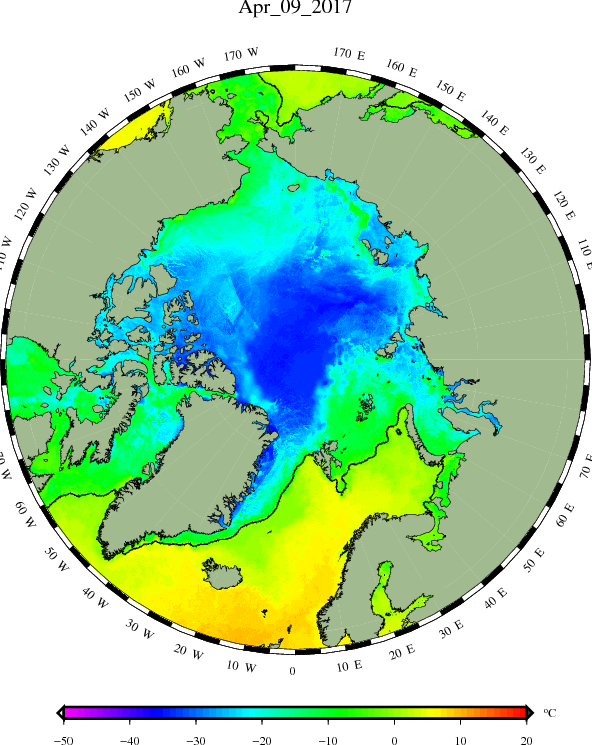 Apr_09_2017
170 W
170 E
160 W
160 E
150 W
150 E
140 W
140 E
130 W
130 E
120 W
120 E
110 E
70 E
60 W
60 E
50 W
50 E
40 W
40 E
30 W
30 E
20 W
20 E
10 W
10 E
0
°C
−50 −40 −30 −20 −10 0 10 20